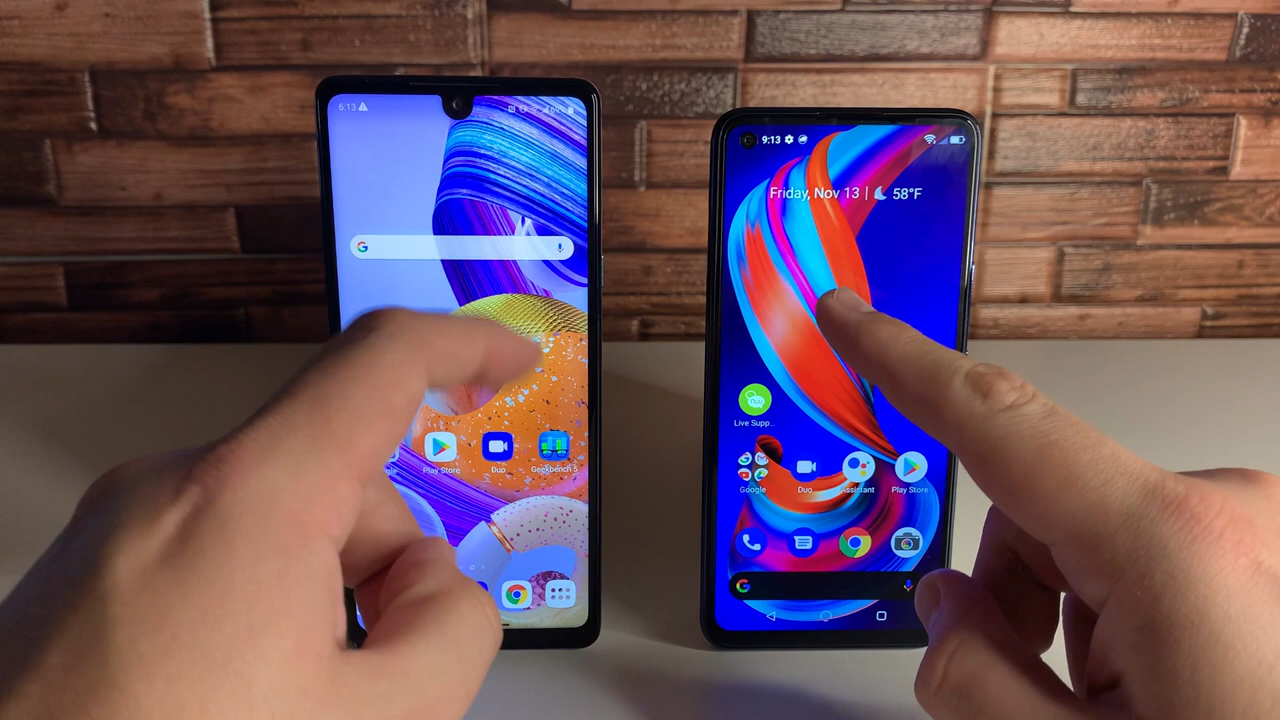 6:13
Play Store
Duo
Geekbench 5
9:13
Friday, Nov 13 | 58°F
Live Supp...
Google
Duo
Assistant
Play Store